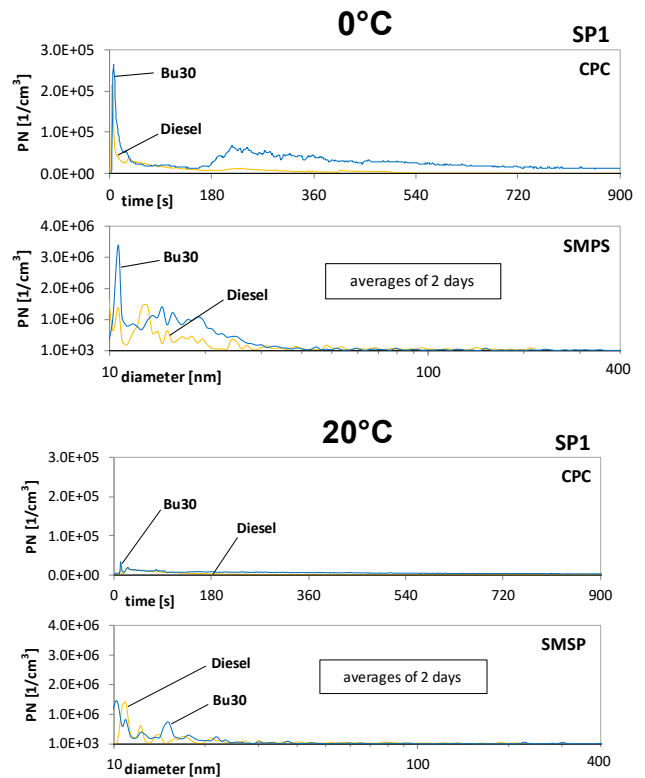 0°C
SP1
CPC
3.0E+05
2.0E+05
1.0E+05
0.0E+00
PN [1/cm³]
Bu30
Diesel
0 180 360 540 720 900
time [s]
SMPS
4.0E+06
3.0E+06
2.0E+06
1.0E+06
1.0E+03
PN [1/cm³]
Bu30
Diesel
averages of 2 days
10 100 400
diameter [nm]
20°C
SP1
CPC
3.0E+05
2.0E+05
1.0E+05
0.0E+00
PN [1/cm³]
Bu30
Diesel
0 180 360 540 720 900
time [s]
SMSP
4.0E+06
3.0E+06
2.0E+06
1.0E+06
1.0E+03
PN [1/cm³]
Diesel
Bu30
averages of 2 days
10 100 400
diameter [nm]